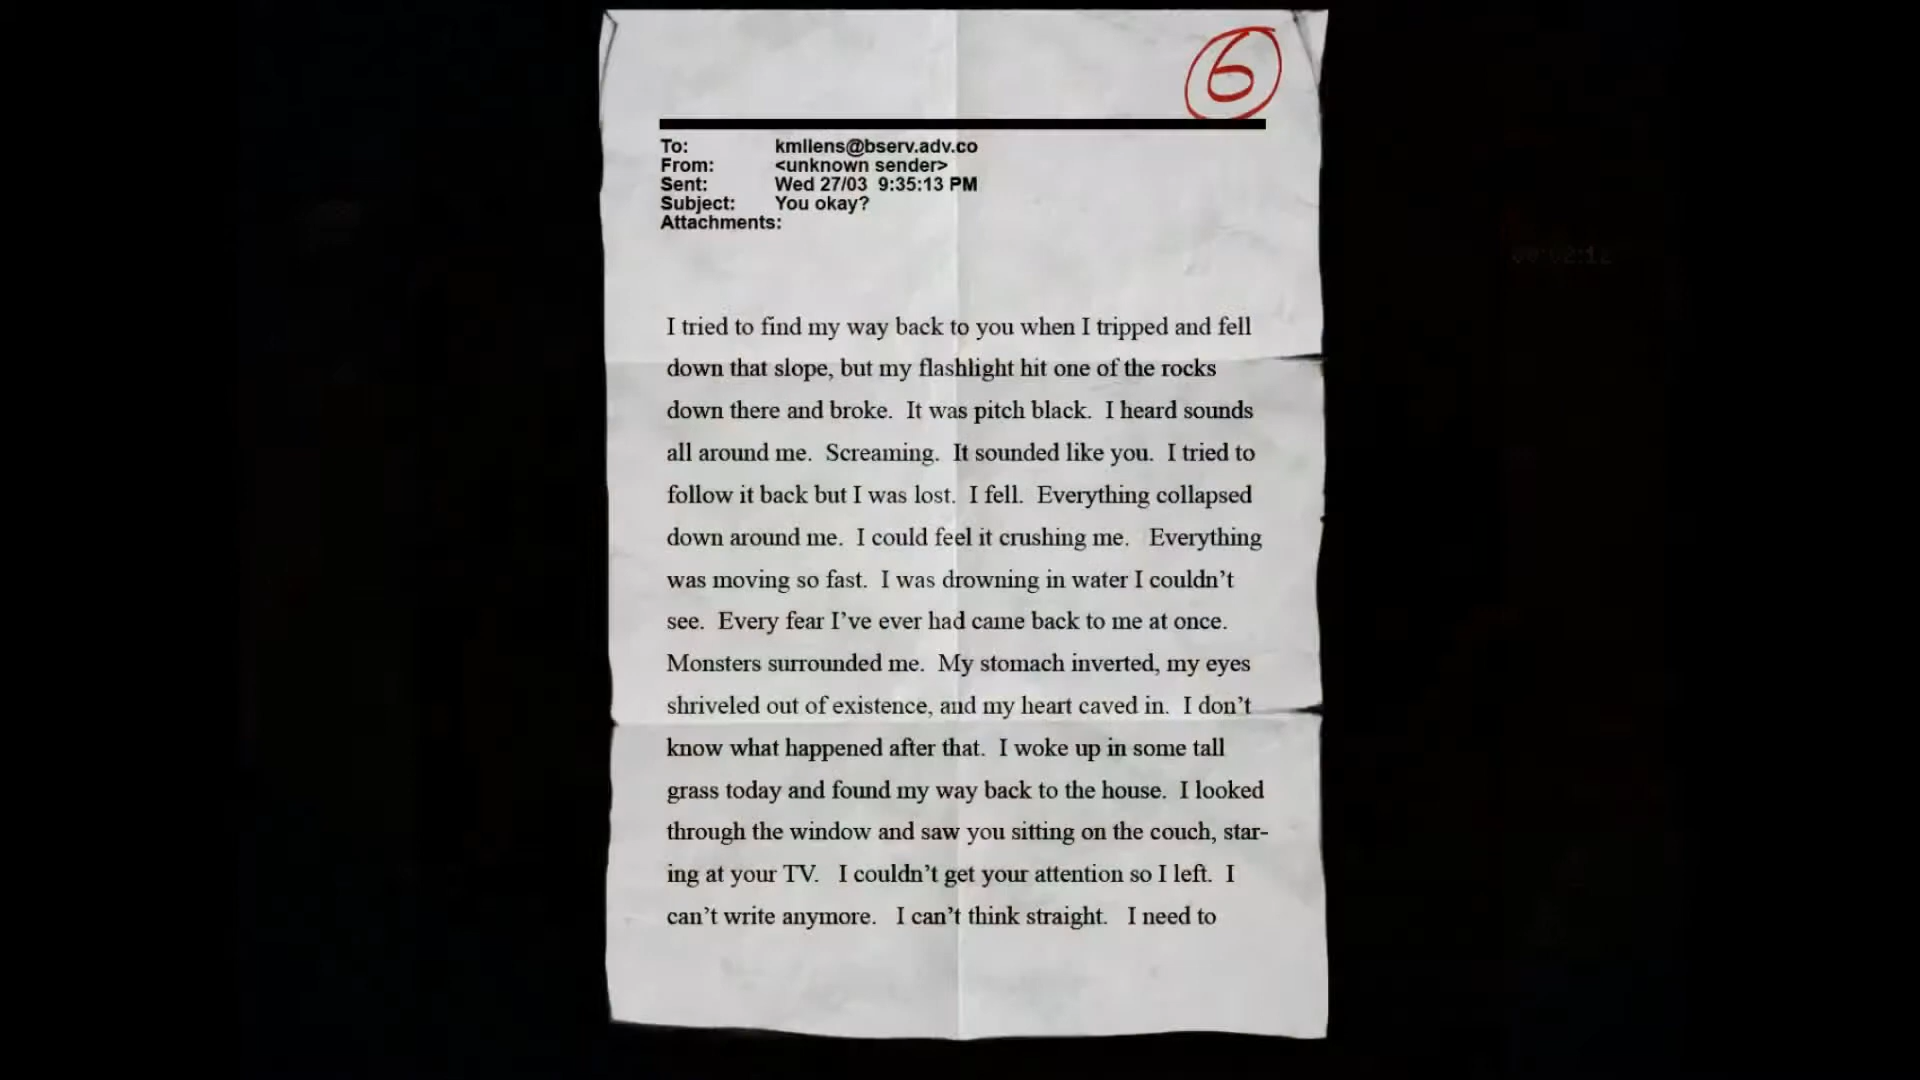 6
To: kmllens@bserv.adv.co
From: <unknown sender>
Sent: Wed 27/03 9:35:13 PM
Subject: You okay?
Attachments:
I tried to find my way back to you when I tripped and fell
down that slope, but my flashlight hit one of the rocks
down there and broke. It was pitch black. I heard sounds
all around me. Screaming. It sounded like you. I tried to
follow it back but I was lost. I fell. Everything collapsed
down around me. I could feel it crushing me. Everything
was moving so fast. I was drowning in water I couldn’t
see. Every fear I’ve ever had came back to me at once.
Monsters surrounded me. My stomach inverted, my eyes
shriveled out of existence, and my heart caved in. I don’t
know what happened after that. I woke up in some tall
grass today and found my way back to the house. I looked
through the window and saw you sitting on the couch, star-
ing at your TV. I couldn’t get your attention so I left. I
can’t write anymore. I can’t think straight. I need to